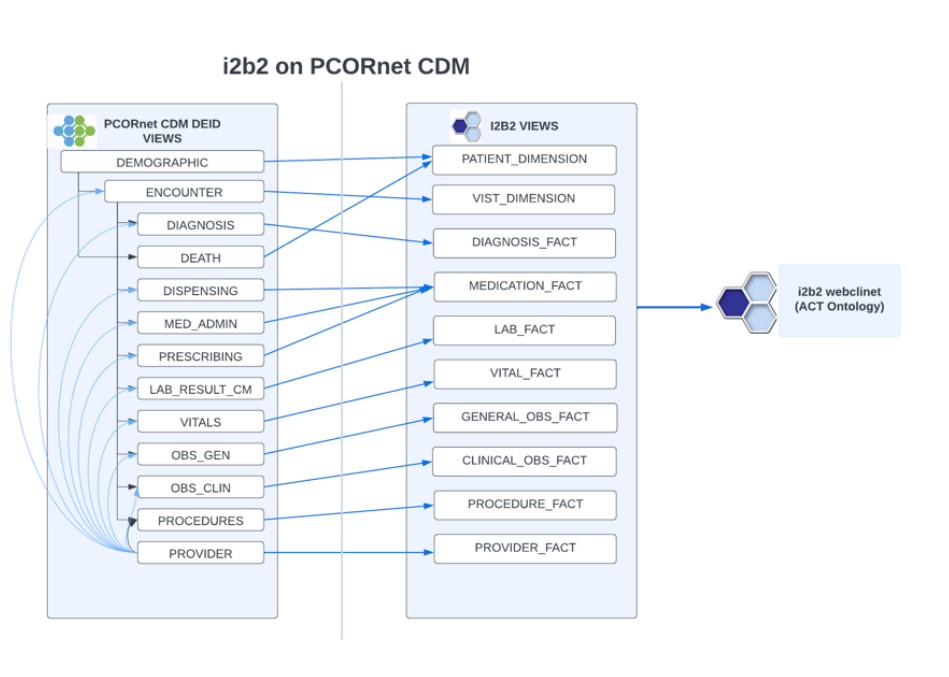 i2b2 on PCORnet CDM
PCORnet CDM DEID
VIEWS
DEMOGRAPHIC
ENCOUNTER
DIAGNOSIS
DEATH
DISPENSING
MED_ADMIN
PRESCRIBING
LAB_RESULT_CM
VITALS
OBS_GEN
OBS_CLIN
PROCEDURES
PROVIDER
I2B2 VIEWS
PATIENT_DIMENSION
VIST_DIMENSION
DIAGNOSIS_FACT
MEDICATION_FACT
LAB_FACT
VITAL_FACT
GENERAL_OBS_FACT
CLINICAL_OBS_FACT
PROCEDURE_FACT
PROVIDER_FACT
i2b2 webclinet
(ACT Ontology)